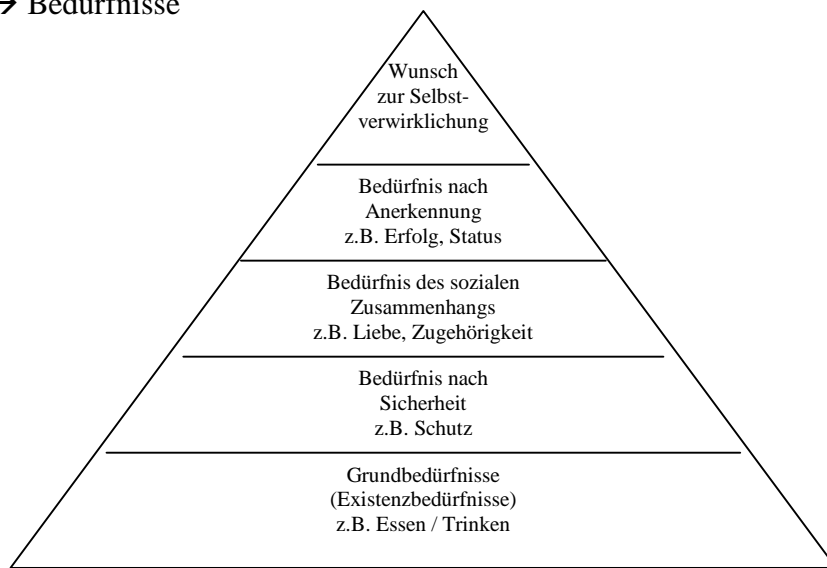 → Bedürfnisse
Wunsch
zur Selbst-
verwirklichung
Bedürfnis nach
Anerkennung
z.B. Erfolg, Status
Bedürfnis des sozialen
Zusammenhangs
z.B. Liebe, Zugehörigkeit
Bedürfnis nach
Sicherheit
z.B. Schutz
Grundbedürfnisse
(Existenzbedürfnisse)
z.B. Essen / Trinken